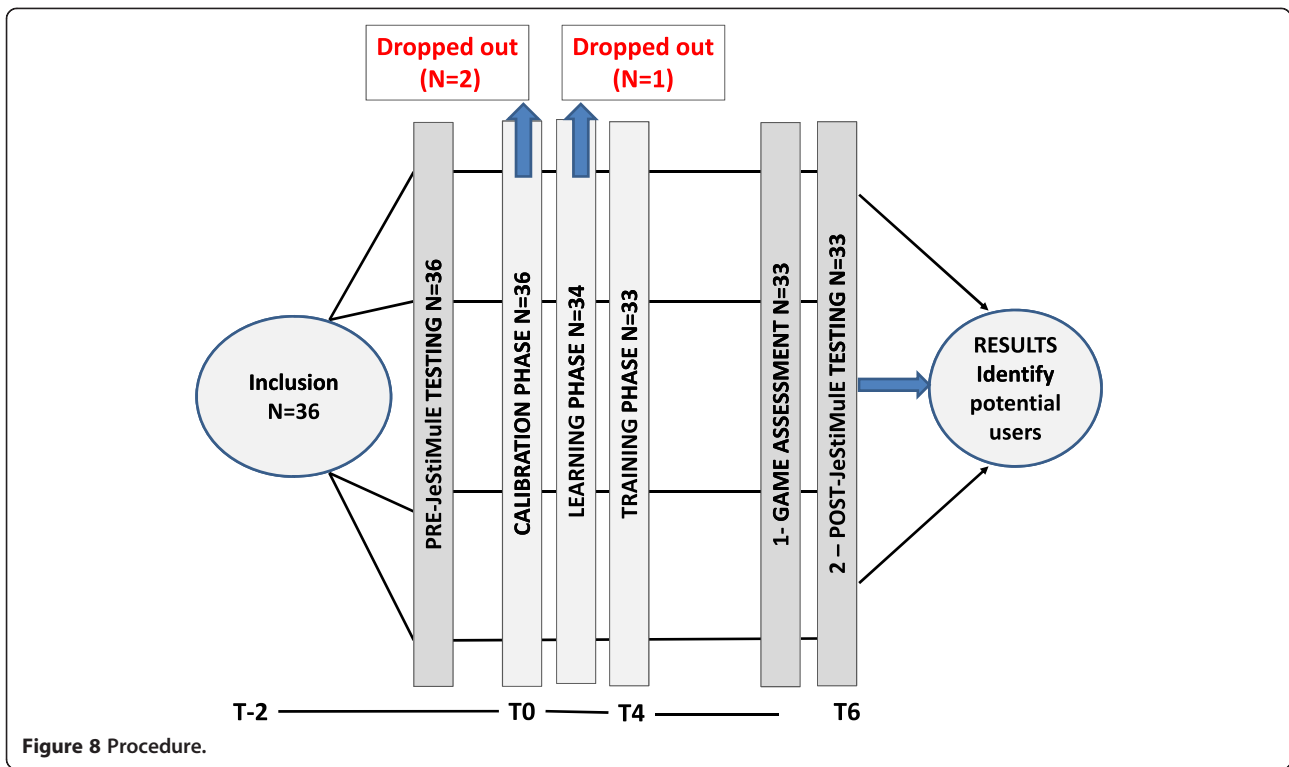 Dropped out
(N=2)
Dropped out
(N=1)
Inclusion
N=36
PRE-JeStiMulE TESTING N=36
CALIBRATION PHASE N=36
LEARNING PHASE N=34
TRAINING PHASE N=33
1- GAME ASSESSMENT N=33
2 – POST-JeStiMulE TESTING N=33
RESULTS
Identify
potential
users
T-2
T0
T4
T6
Figure 8 Procedure.